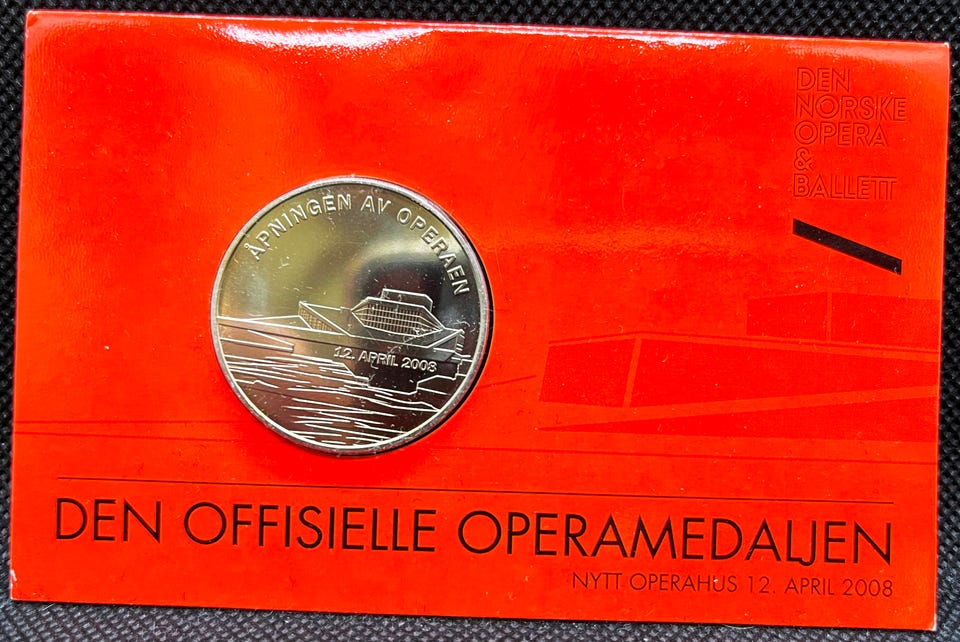 DEN
NORSKE
OPERA
&
BALLETT
ÅPNINGEN AV OPERAEN
12. APRIL 2008
DEN OFFISIELLE OPERAMEDALJEN
NYTT OPERAHUS 12. APRIL 2008